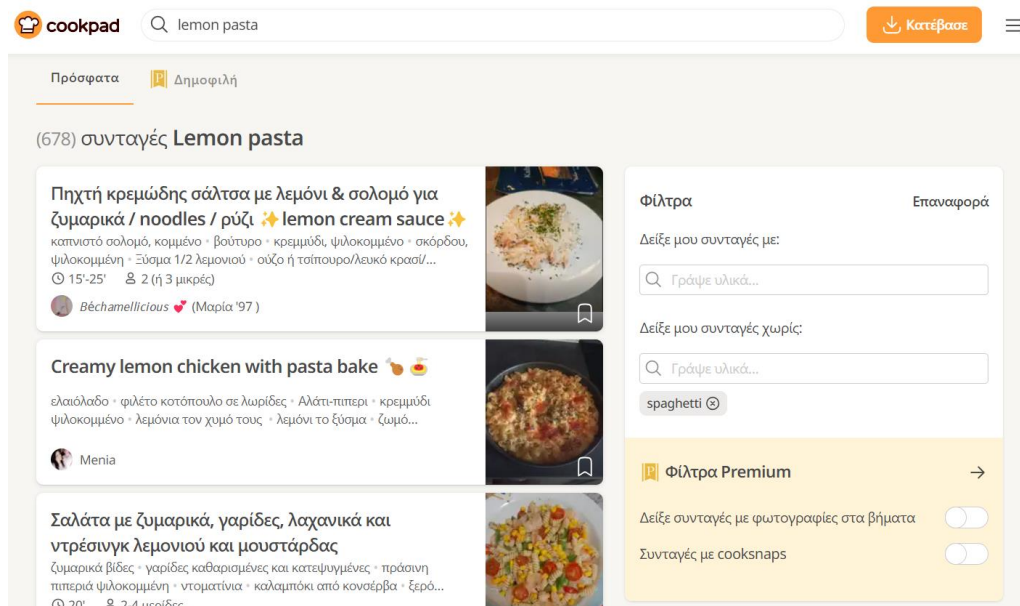 cookpad
lemon pasta
Κατέβασε
Πρόσφατα
Δημοφιλή
(678) συνταγές Lemon pasta
Πηχτή κρεμώδης σάλτσα με λεμόνι & σολομό για
ζυμαρικά / noodles / ρύζι ✨lemon cream sauce✨
καπνιστό σολομό, κομμένο • βούτυρο • κρεμμύδι, ψιλοκομμένο • σκόρδου,
ψιλοκομμένη • Ξύσμα 1/2 λεμονιού • ούζο ή τσίπουρο/λευκό κρασί/...
15'-25' 2 (ή 3 μικρές)
Bêchamellicious 💕 (Μαρία '97 )
Creamy lemon chicken with pasta bake 🍗 🍝
ελαιόλαδο • φιλέτο κοτόπουλο σε λωρίδες • Αλάτι-πιπερι • κρεμμύδι
ψιλοκομμένο • λεμόνια τον χυμό τους • λεμόνι το ξύσμα • ζωμό...
Menia
Σαλάτα με ζυμαρικά, γαρίδες, λαχανικά και
ντρέσινγκ λεμονιού και μουστάρδας
ζυμαρικά βίδες • γαρίδες καθαρισμένες και κατεψυγμένες • πράσινη
πιπεριά ψιλοκομμένη • ντοματίνια • καλαμπόκι από κονσέρβα • ξερό...
20' 2-4 μερίδες
Φίλτρα
Επαναφορά
Δείξε μου συνταγές με:
Γράψε υλικά...
Δείξε μου συνταγές χωρίς:
Γράψε υλικά...
spaghetti
Φίλτρα Premium
Δείξε συνταγές με φωτογραφίες στα βήματα
Συνταγές με cooksnaps